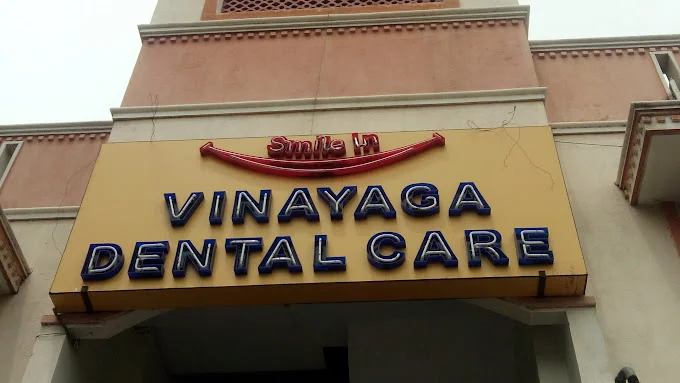 Smile In
VINAYAGA
DENTAL CARE